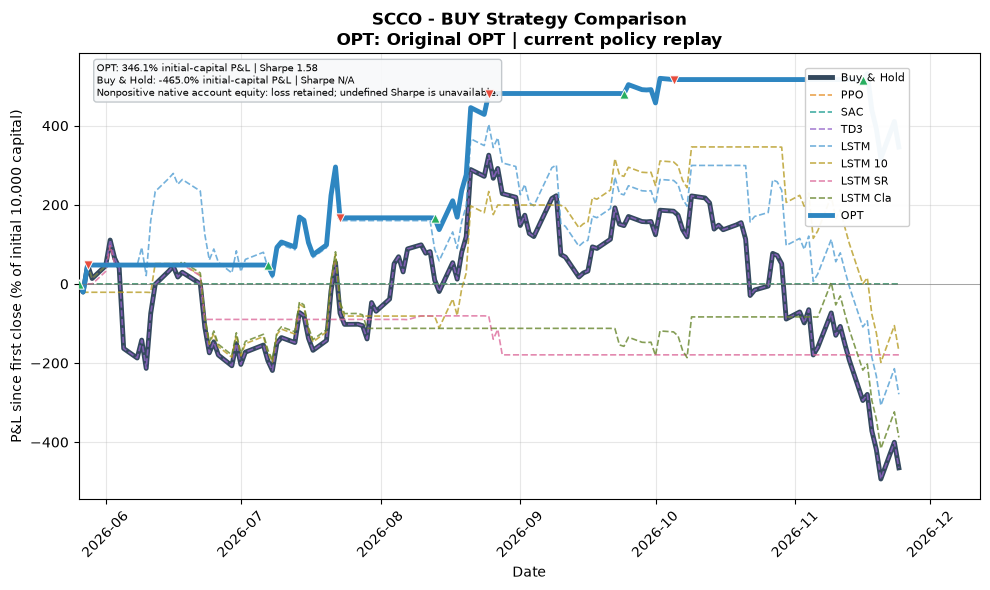 SCCO - BUY Strategy Comparison
OPT: Original OPT | current policy replay
OPT: 346.1% initial-capital P&L | Sharpe 1.58
Buy & Hold: -465.0% initial-capital P&L | Sharpe N/A
Nonpositive native account equity: loss retained; undefined Sharpe is unavailable.
Buy & Hold
PPO
SAC
TD3
LSTM
LSTM 10
LSTM SR
LSTM Cla
OPT
P&L since first close (% of initial 10,000 capital)
400
200
0
−200
−400
2026-06
2026-07
2026-08
2026-09
2026-10
2026-11
2026-12
Date